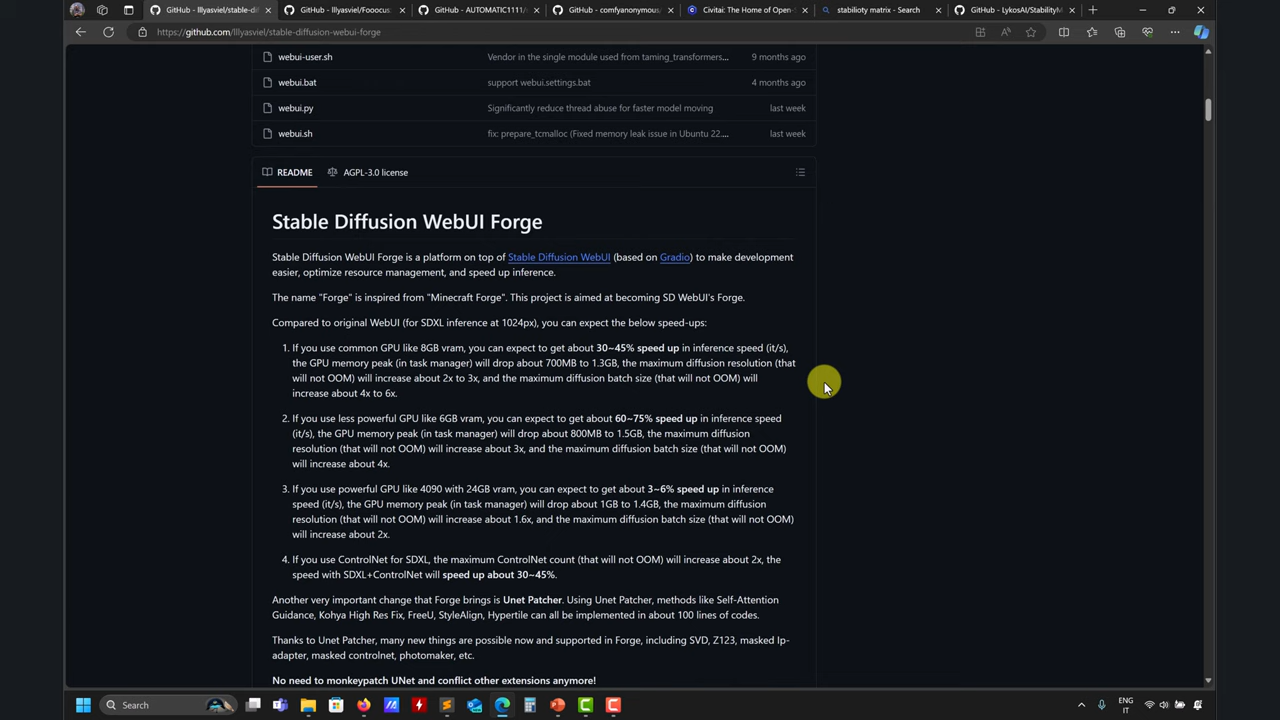 GitHub - lllyasviel/stable-dif
GitHub - lllyasviel/Fooocus:
GitHub - AUTOMATIC1111/
GitHub - comfyanonymous
Civitai: The Home of Open-
stabilioty matrix - Search
GitHub - LykosAI/StabilityM
https://github.com/lllyasviel/stable-diffusion-webui-forge
webui-user.sh Vendor in the single module used from taming_transformers... 9 months ago
webui.bat support webui.settings.bat 4 months ago
webui.py Significantly reduce thread abuse for faster model moving last week
webui.sh fix: prepare_tcmalloc (Fixed memory leak issue in Ubuntu 22.... last week
README AGPL-3.0 license
Stable Diffusion WebUI Forge
Stable Diffusion WebUI Forge is a platform on top of Stable Diffusion WebUI (based on Gradio) to make development
easier, optimize resource management, and speed up inference.
The name "Forge" is inspired from "Minecraft Forge". This project is aimed at becoming SD WebUI's Forge.
Compared to original WebUI (for SDXL inference at 1024px), you can expect the below speed-ups:
1. If you use common GPU like 8GB vram, you can expect to get about 30~45% speed up in inference speed (it/s),
the GPU memory peak (in task manager) will drop about 700MB to 1.3GB, the maximum diffusion resolution (that
will not OOM) will increase about 2x to 3x, and the maximum diffusion batch size (that will not OOM) will
increase about 4x to 6x.
2. If you use less powerful GPU like 6GB vram, you can expect to get about 60~75% speed up in inference speed
(it/s), the GPU memory peak (in task manager) will drop about 800MB to 1.5GB, the maximum diffusion
resolution (that will not OOM) will increase about 3x, and the maximum diffusion batch size (that will not OOM)
will increase about 4x.
3. If you use powerful GPU like 4090 with 24GB vram, you can expect to get about 3~6% speed up in inference
speed (it/s), the GPU memory peak (in task manager) will drop about 1GB to 1.4GB, the maximum diffusion
resolution (that will not OOM) will increase about 1.6x, and the maximum diffusion batch size (that will not OOM)
will increase about 2x.
4. If you use ControlNet for SDXL, the maximum ControlNet count (that will not OOM) will increase about 2x, the
speed with SDXL+ControlNet will speed up about 30~45%.
Another very important change that Forge brings is Unet Patcher. Using Unet Patcher, methods like Self-Attention
Guidance, Kohya High Res Fix, FreeU, StyleAlign, Hypertile can all be implemented in about 100 lines of codes.
Thanks to Unet Patcher, many new things are possible now and supported in Forge, including SVD, Z123, masked Ip-
adapter, masked controlnet, photomaker, etc.
No need to monkeypatch UNet and conflict other extensions anymore!
Search
ENG
IT